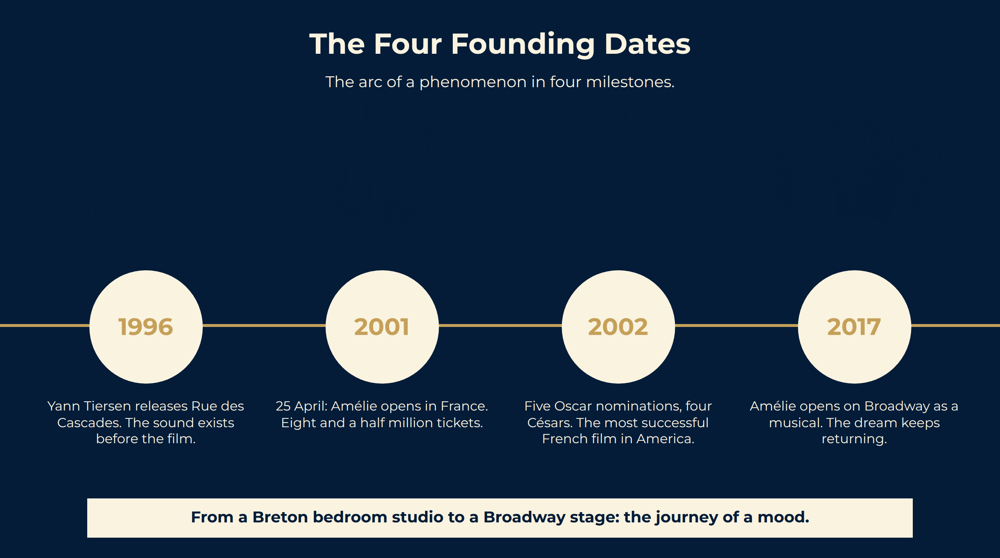 The Four Founding Dates
The arc of a phenomenon in four milestones.
1996
2001
2002
2017
Yann Tiersen releases Rue des
Cascades. The sound exists
before the film.
25 April: Amélie opens in France.
Eight and a half million tickets.
Five Oscar nominations, four
Césars. The most successful
French film in America.
Amélie opens on Broadway as a
musical. The dream keeps
returning.
From a Breton bedroom studio to a Broadway stage: the journey of a mood.